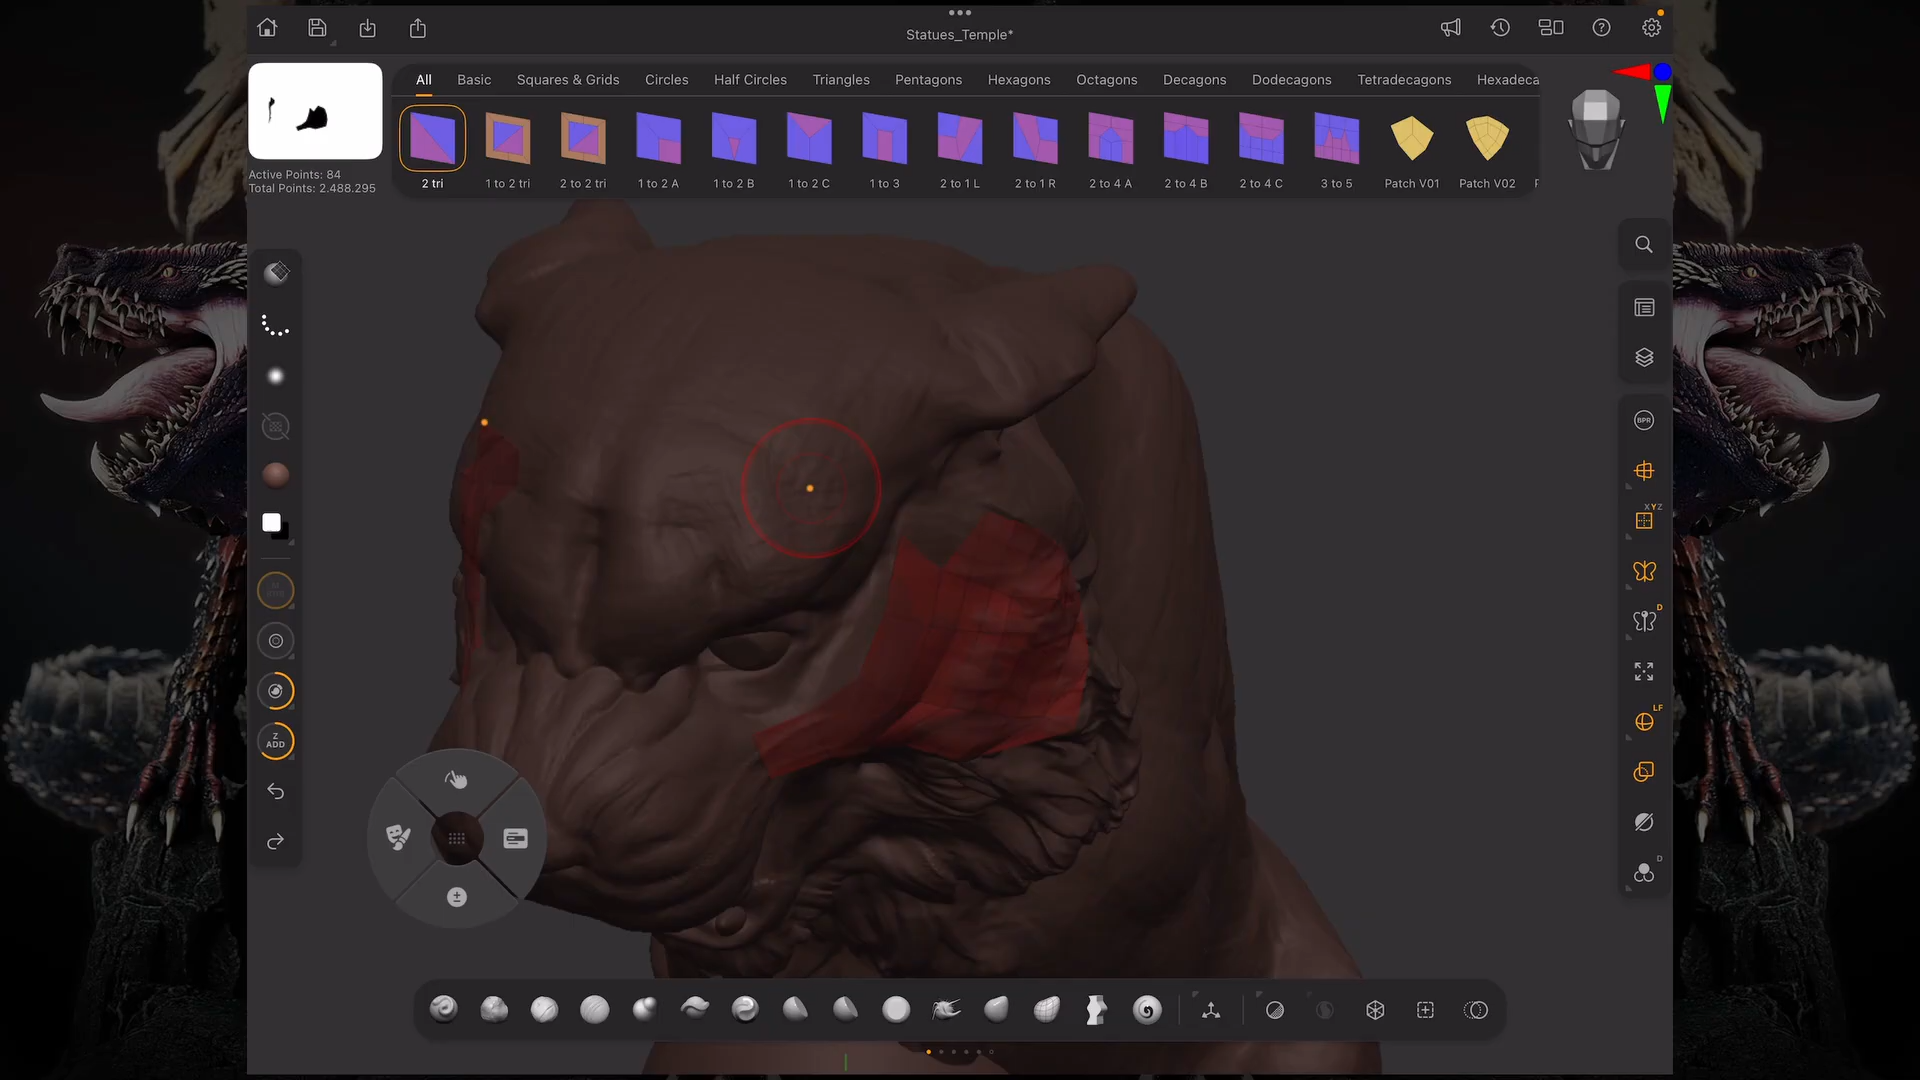 Statues_Temple*
All Basic Squares & Grids Circles Half Circles Triangles Pentagons Hexagons Octagons Decagons Dodecagons Tetradecagons Hexadeca
2 tri 1 to 2 tri 2 to 2 tri 1 to 2 A 1 to 2 B 1 to 2 C 1 to 3 2 to 1 L 2 to 1 R 2 to 4 A 2 to 4 B 2 to 4 C 3 to 5 Patch V01 Patch V02
Active Points: 84
Total Points: 2.488.295
BPR
XYZ
D
LF
Z
ADD
D